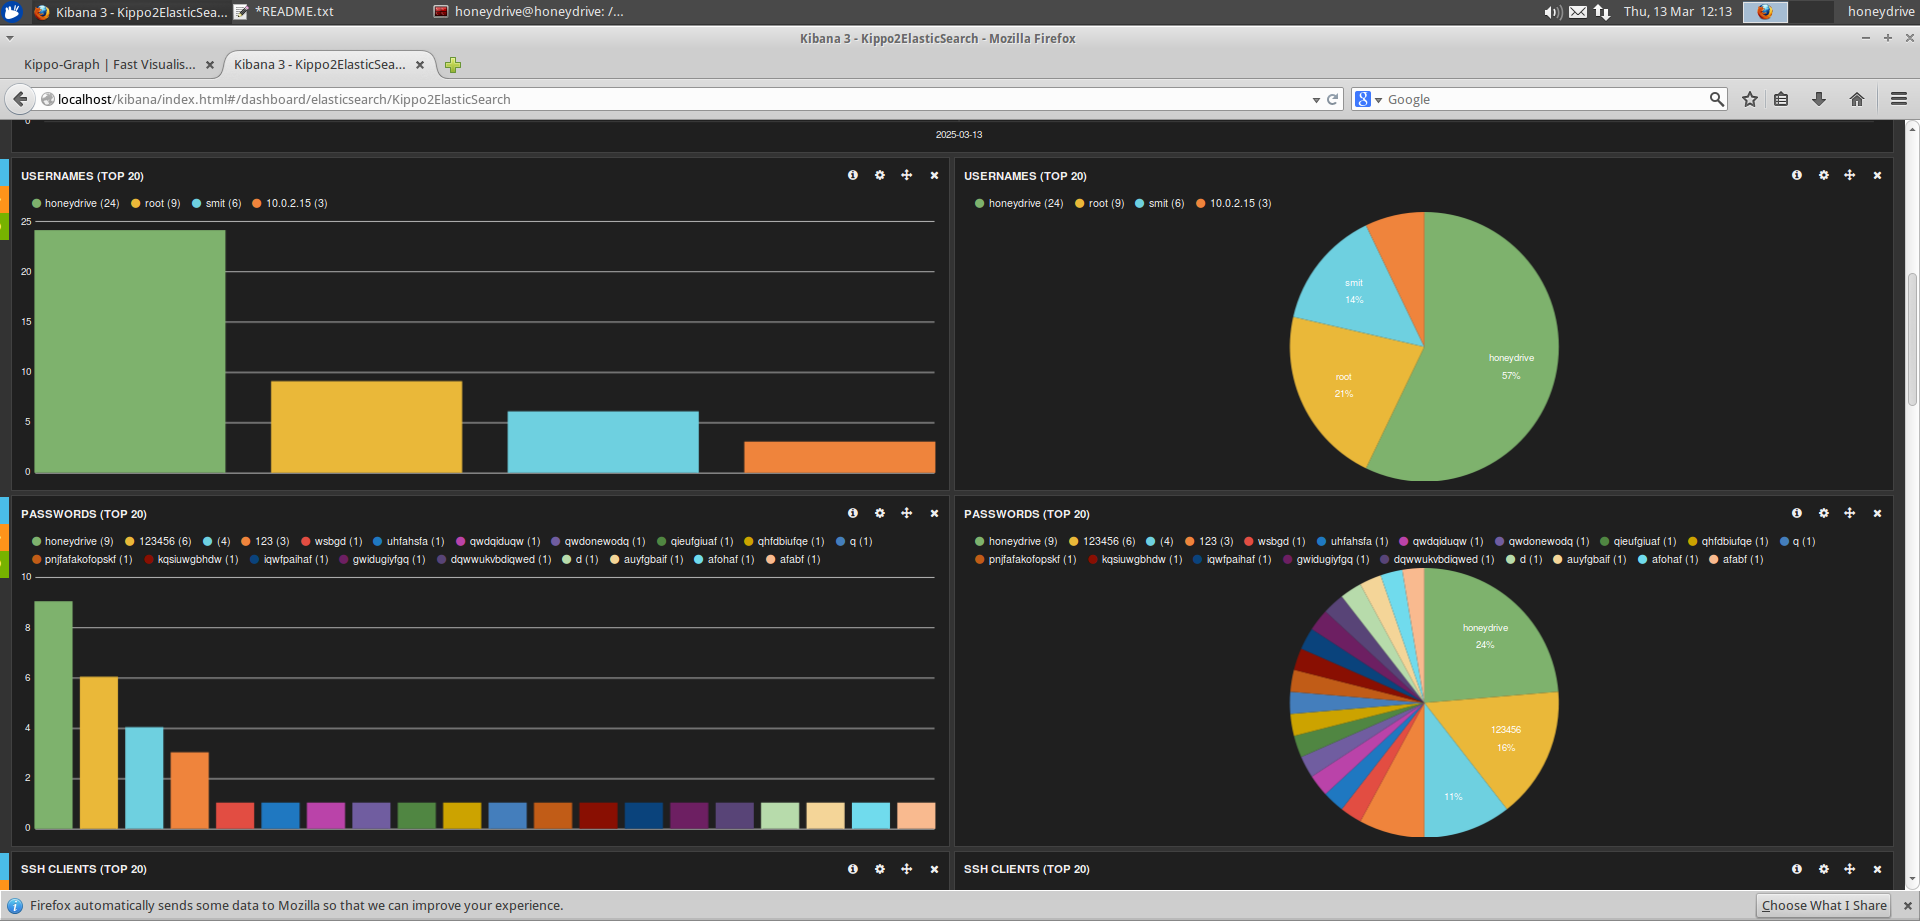 Kibana 3 - Kippo2ElasticSea... *README.txt honeydrive@honeydrive: /... Thu, 13 Mar 12:13 honeydrive
Kibana 3 - Kippo2ElasticSearch - Mozilla Firefox
Kippo-Graph | Fast Visualis... Kibana 3 - Kippo2ElasticSea...
localhost/kibana/index.html#/dashboard/elasticsearch/Kippo2ElasticSearch Google
0
2025-03-13
USERNAMES (TOP 20)
honeydrive (24) root (9) smit (6) 10.0.2.15 (3)
25
20
15
10
5
0
USERNAMES (TOP 20)
honeydrive (24) root (9) smit (6) 10.0.2.15 (3)
smit
14%
honeydrive
57%
root
21%
PASSWORDS (TOP 20)
honeydrive (9) 123456 (6) (4) 123 (3) wsbgd (1) uhfahsfa (1) qwdqiduqw (1) qwdonewodq (1) qieufgiuaf (1) qhfdbiufqe (1) q (1)
pnjfafakofopskf (1) kqsiuwgbhdw (1) iqwfpaihaf (1) gwidugiyfgq (1) dqwwukvbdiqwed (1) d (1) auyfgbaif (1) afohaf (1) afabf (1)
10
8
6
4
2
0
PASSWORDS (TOP 20)
honeydrive (9) 123456 (6) (4) 123 (3) wsbgd (1) uhfahsfa (1) qwdqiduqw (1) qwdonewodq (1) qieufgiuaf (1) qhfdbiufqe (1) q (1)
pnjfafakofopskf (1) kqsiuwgbhdw (1) iqwfpaihaf (1) gwidugiyfgq (1) dqwwukvbdiqwed (1) d (1) auyfgbaif (1) afohaf (1) afabf (1)
honeydrive
24%
123456
16%
11%
SSH CLIENTS (TOP 20)
SSH CLIENTS (TOP 20)
Firefox automatically sends some data to Mozilla so that we can improve your experience. Choose What I Share